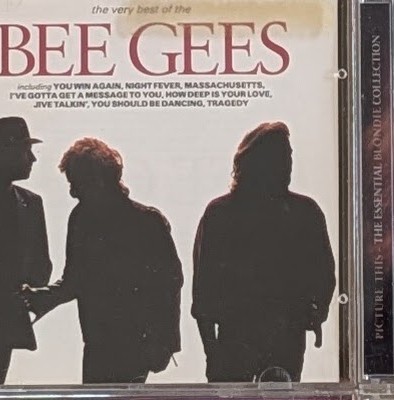 the very best of the
BEE GEES
including YOU WIN AGAIN, NIGHT FEVER, MASSACHUSETTS,
I'VE GOTTA GET A MESSAGE TO YOU, HOW DEEP IS YOUR LOVE,
JIVE TALKIN', YOU SHOULD BE DANCING, TRAGEDY
PICTURE THIS - THE ESSENTIAL BLONDIE COLLECTION